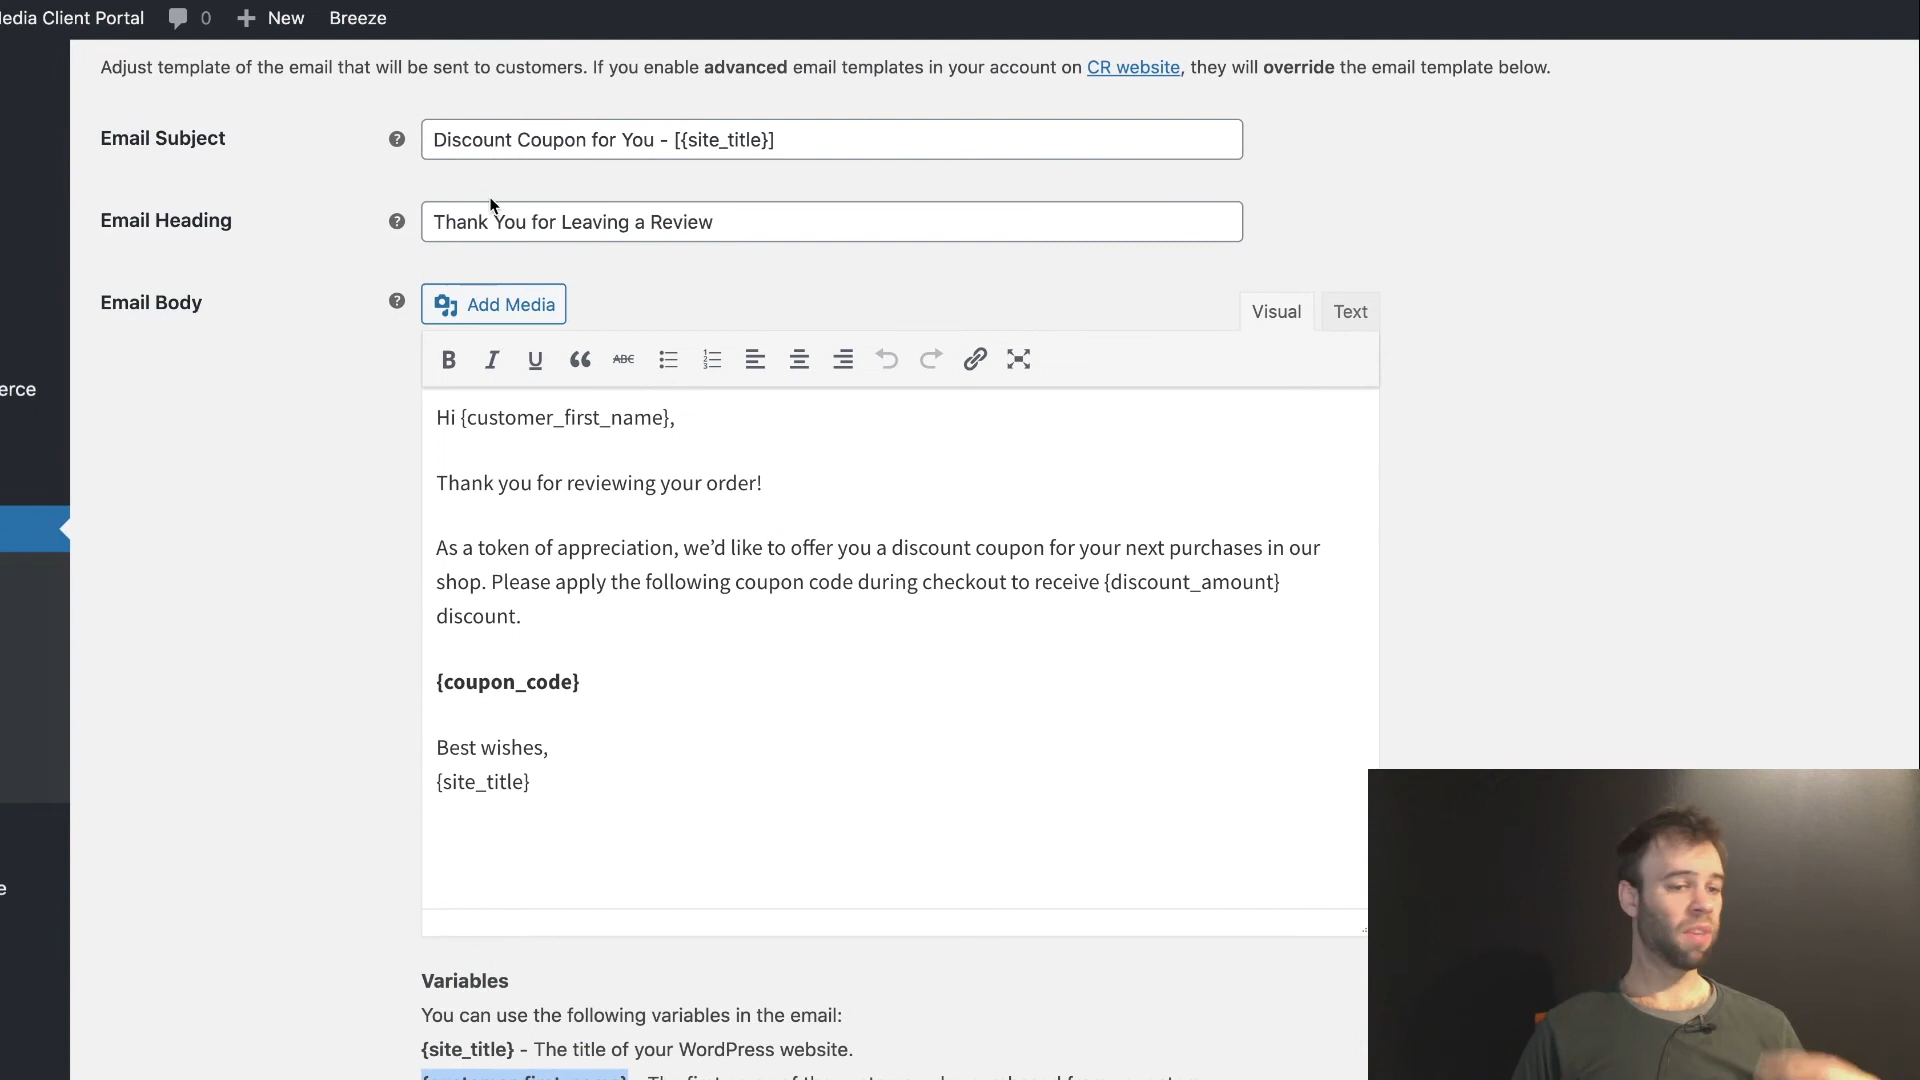 edia Client Portal 0 New Breeze
Adjust template of the email that will be sent to customers. If you enable advanced email templates in your account on CR website, they will override the email template below.
Email Subject
Discount Coupon for You - [{site_title}]
Email Heading
Thank You for Leaving a Review
Email Body
Add Media
Visual Text
B I U ABC
erce
Hi {customer_first_name},
Thank you for reviewing your order!
As a token of appreciation, we’d like to offer you a discount coupon for your next purchases in our
shop. Please apply the following coupon code during checkout to receive {discount_amount}
discount.
{coupon_code}
Best wishes,
{site_title}
e
Variables
You can use the following variables in the email:
{site_title} - The title of your WordPress website.